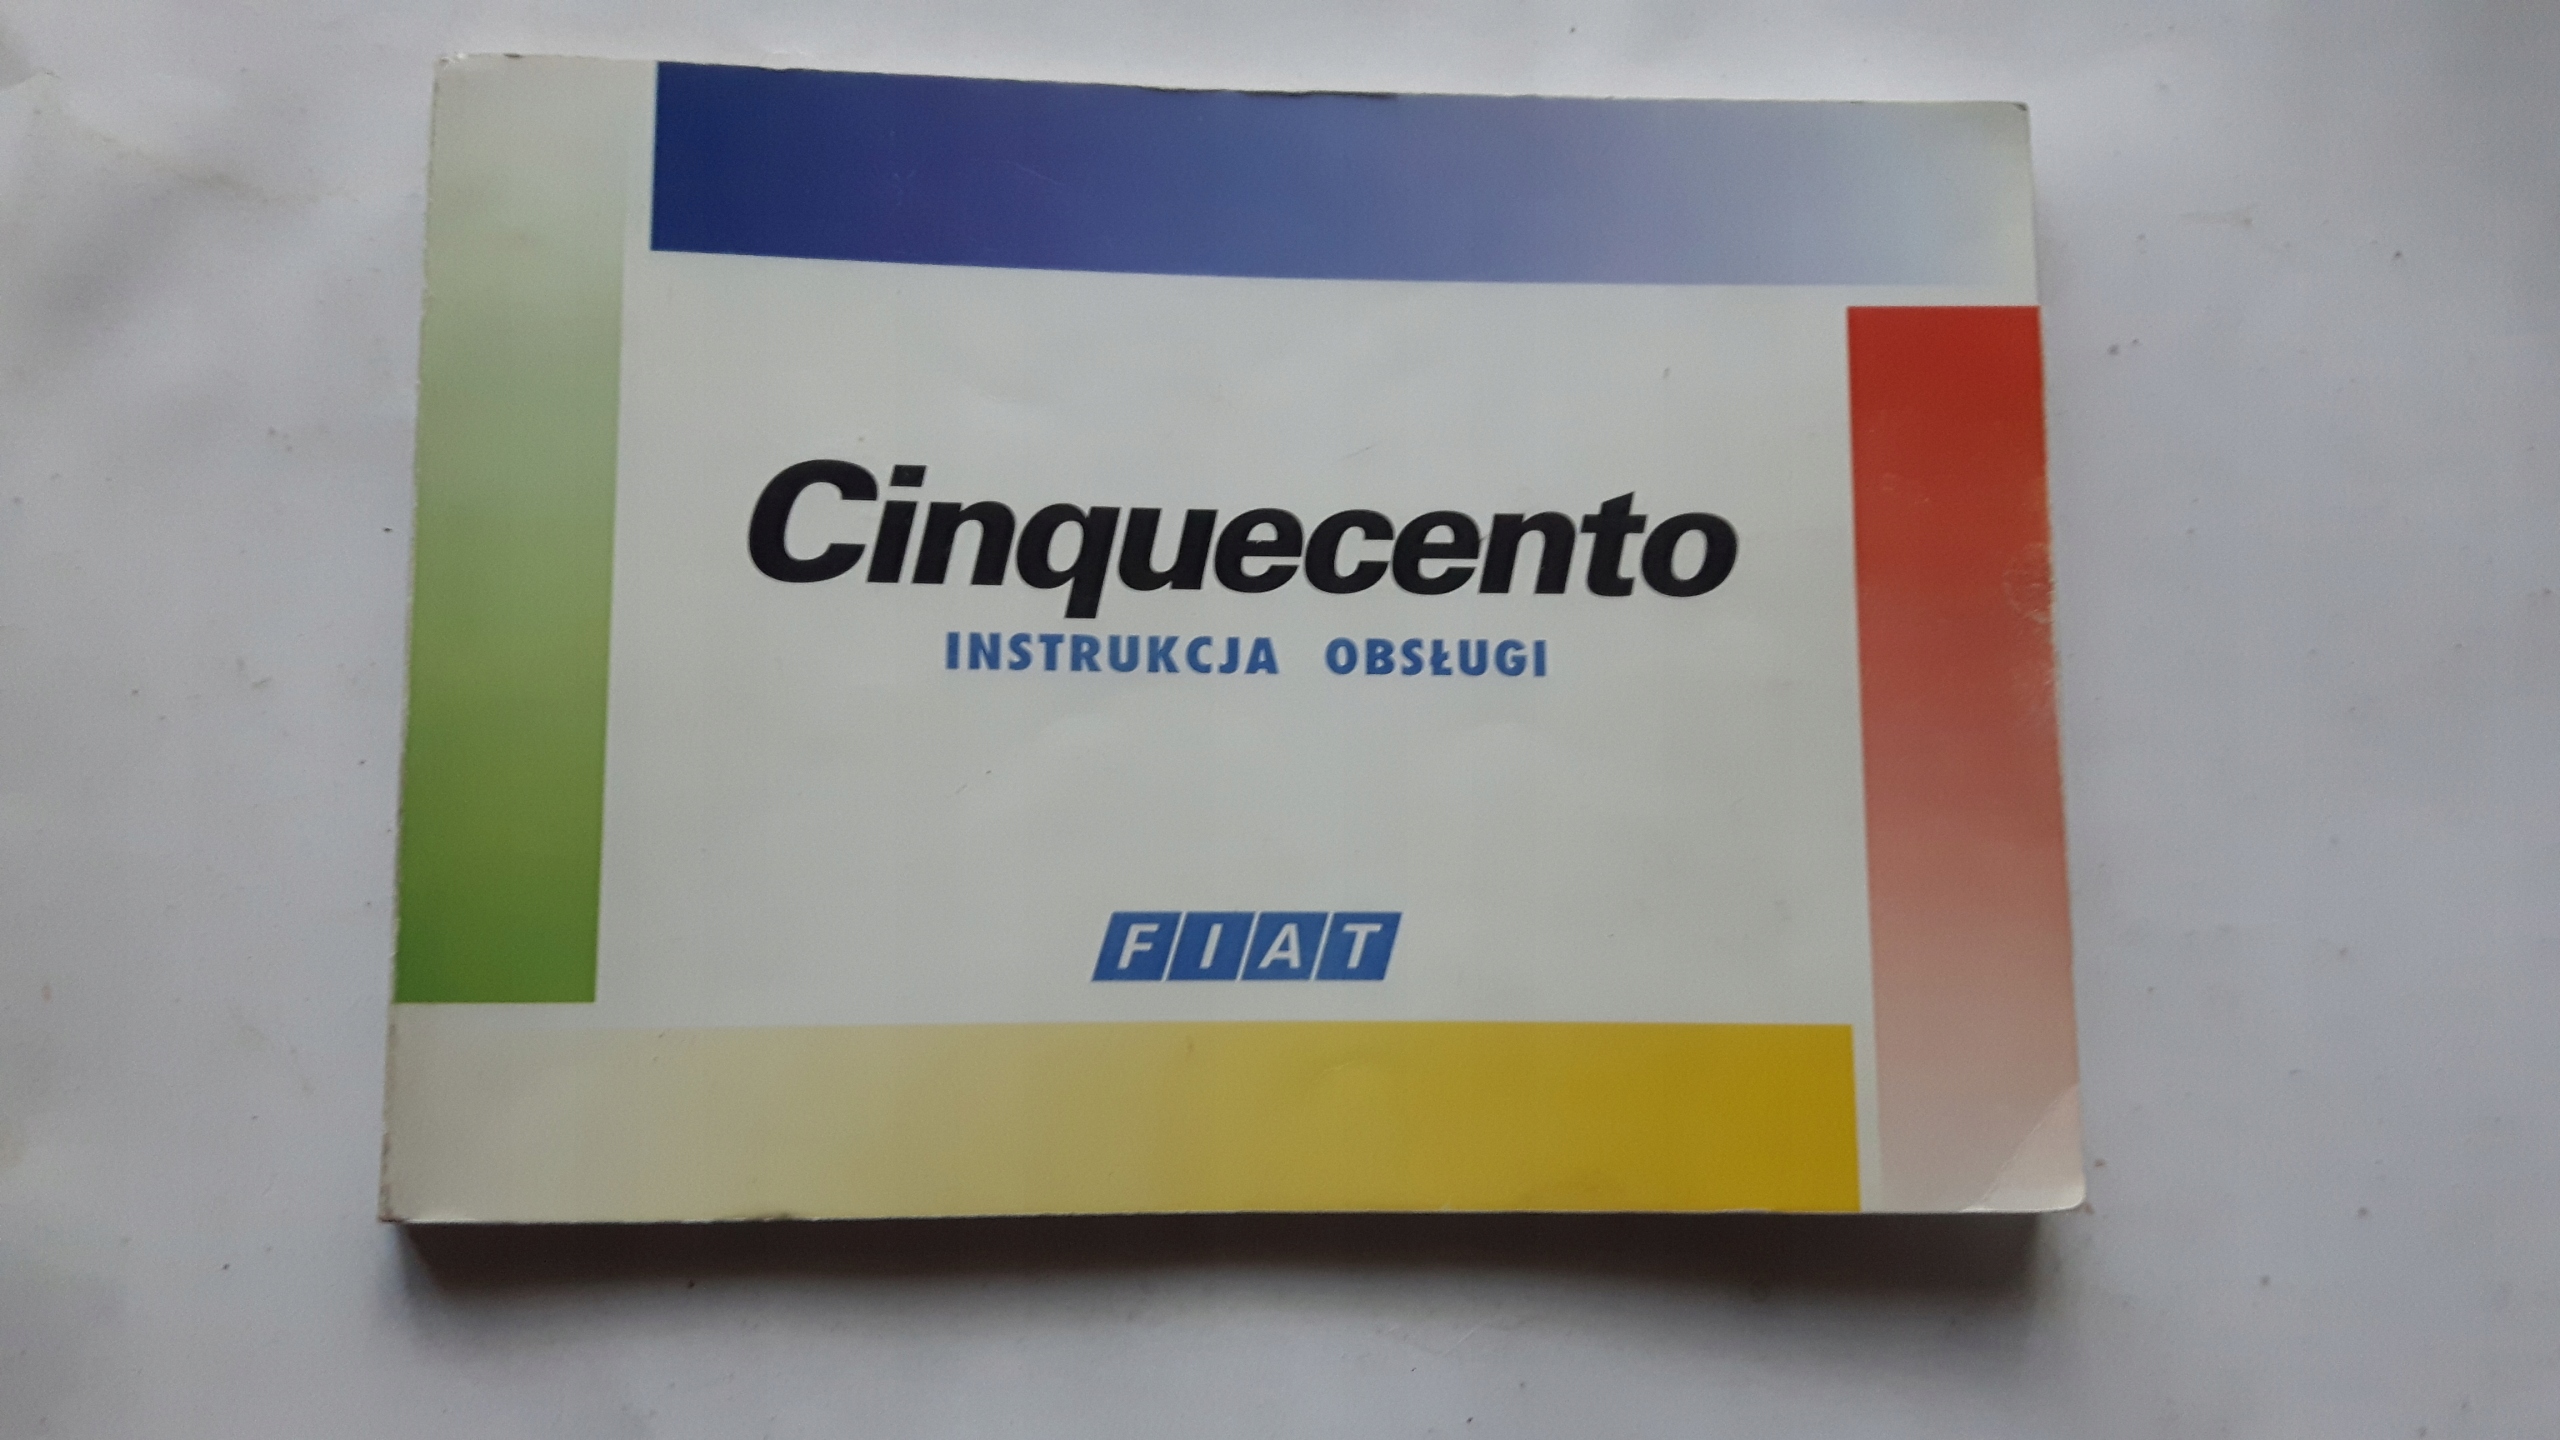 Cinquecento
INSTRUKCJA OBSŁUGI
FIAT